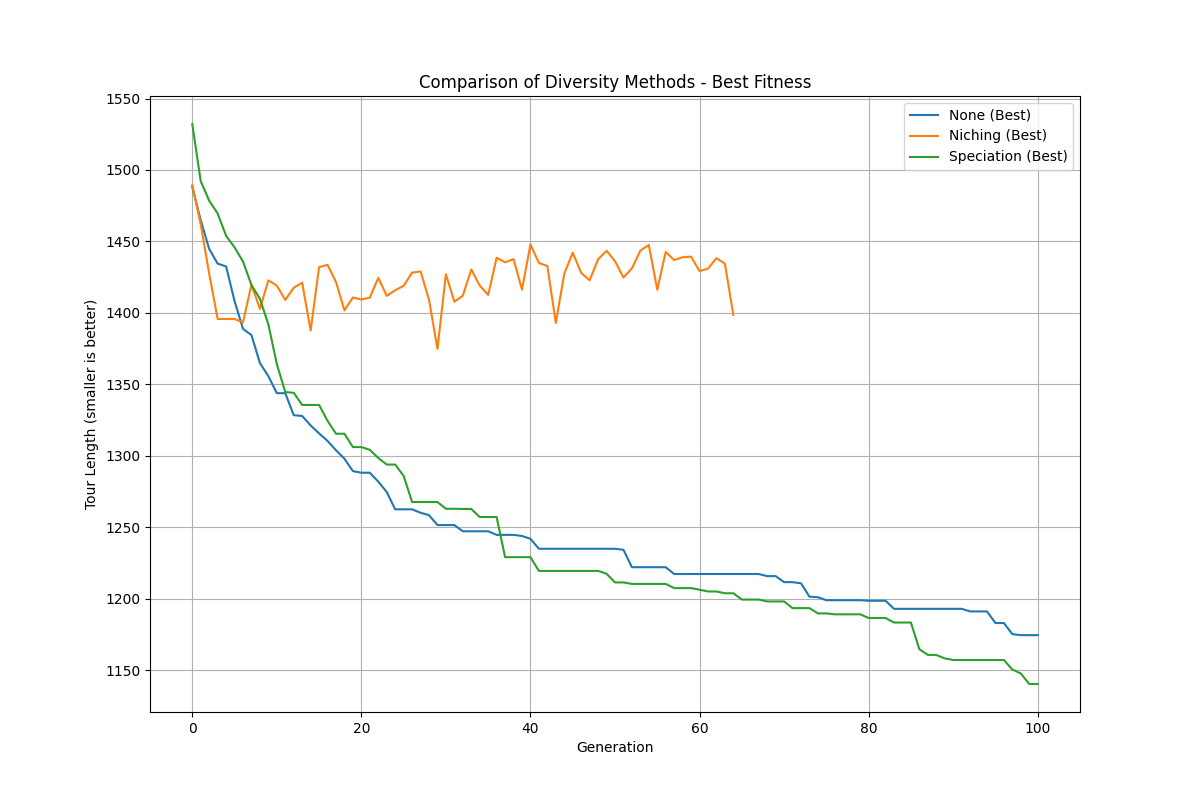 Comparison of Diversity Methods - Best Fitness
None (Best)
Niching (Best)
Speciation (Best)
Tour Length (smaller is better)
1550
1500
1450
1400
1350
1300
1250
1200
1150
0 20 40 60 80 100
Generation